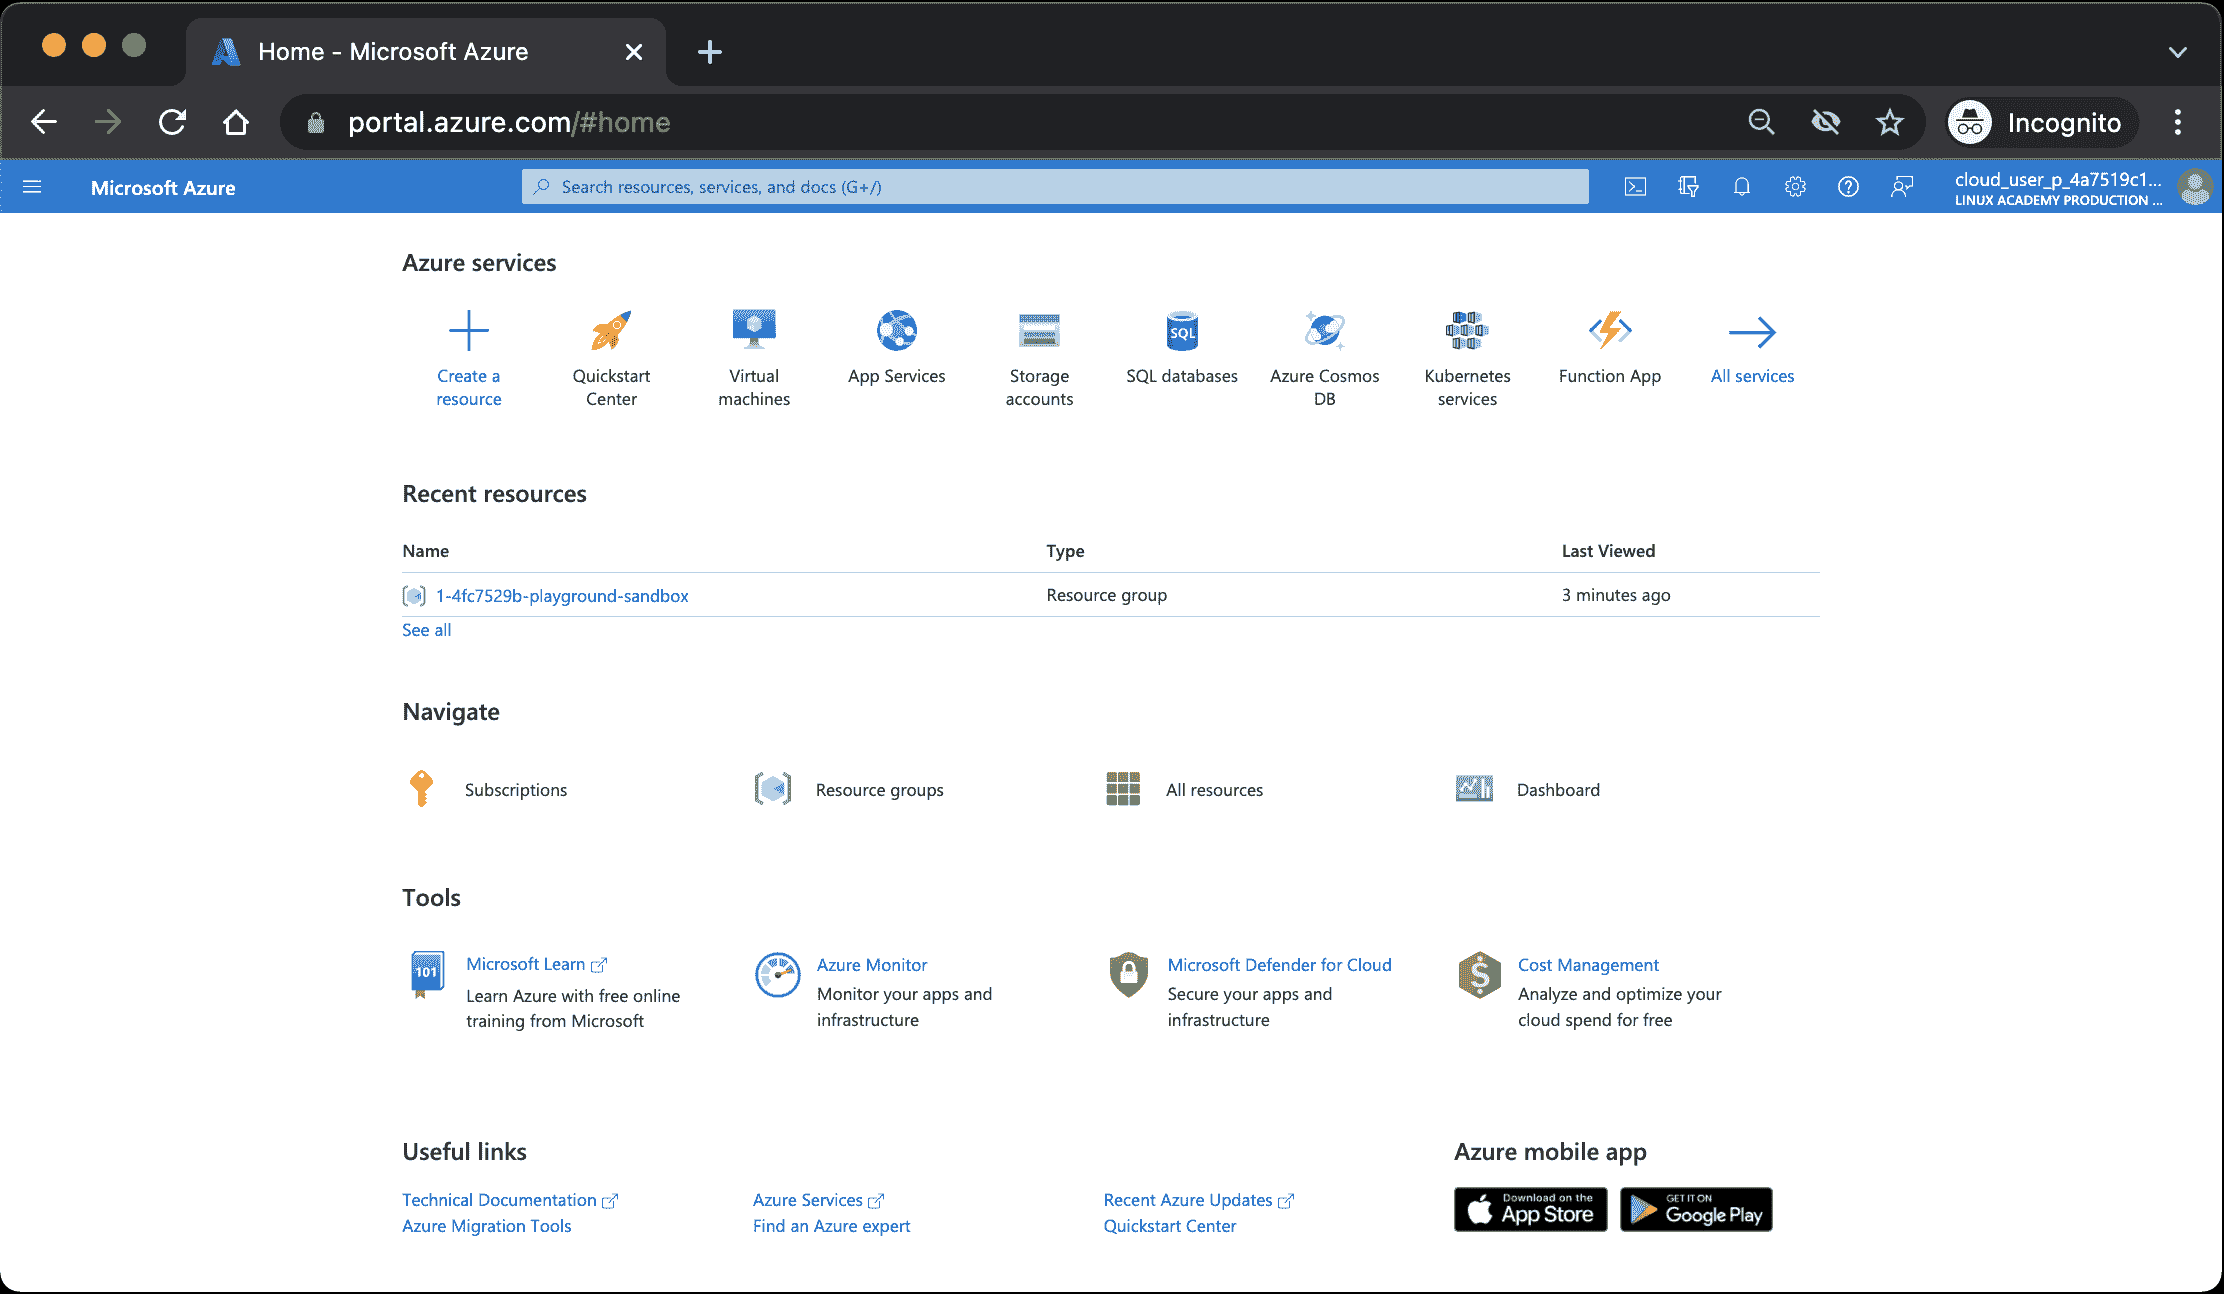 Home - Microsoft Azure
portal.azure.com/#home
Incognito
Microsoft Azure
Search resources, services, and docs (G+/)
cloud_user_p_4a7519c1...
LINUX ACADEMY PRODUCTION ...
Azure services
Create a resource
Quickstart Center
Virtual machines
App Services
Storage accounts
SQL
SQL databases
Azure Cosmos DB
Kubernetes services
Function App
All services
Recent resources
Name Type Last Viewed
1-4fc7529b-playground-sandbox Resource group 3 minutes ago
See all
Navigate
Subscriptions
Resource groups
All resources
Dashboard
Tools
101
Microsoft Learn
Learn Azure with free online
training from Microsoft
Azure Monitor
Monitor your apps and
infrastructure
Microsoft Defender for Cloud
Secure your apps and
infrastructure
$
Cost Management
Analyze and optimize your
cloud spend for free
Useful links
Technical Documentation
Azure Migration Tools
Azure Services
Find an Azure expert
Recent Azure Updates
Quickstart Center
Azure mobile app
Download on the
App Store
GET IT ON
Google Play